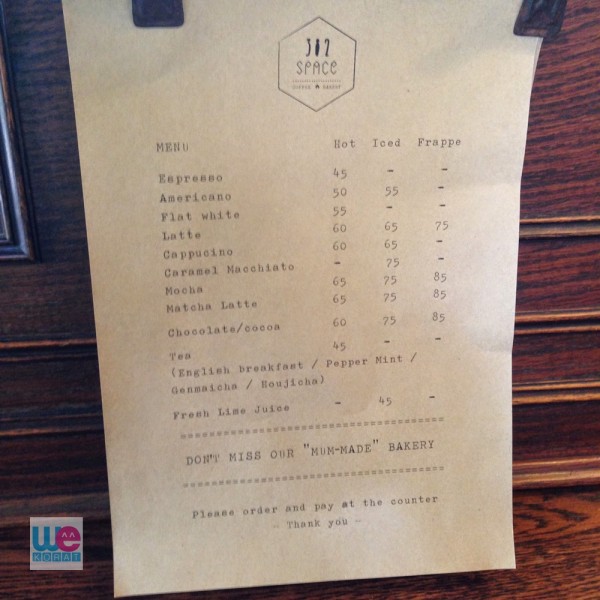 312
SPACE
MENU Hot Iced Frappe
Espresso 45 - -
Americano 50 55 -
Flat white 55 - -
Latte 60 65 75
Cappucino 60 65 -
Caramel Macchiato - 75 -
Mocha 65 75 85
Matcha Latte 65 75 85
Chocolate/cocoa 60 75 85
Tea 45 - -
(English breakfast / Pepper Mint /
Genmaicha / Houjicha)
Fresh Lime Juice - 45 -
====================================
DON'T MISS OUR "MUM-MADE" BAKERY
====================================
Please order and pay at the counter
- Thank you -
we
KORAT